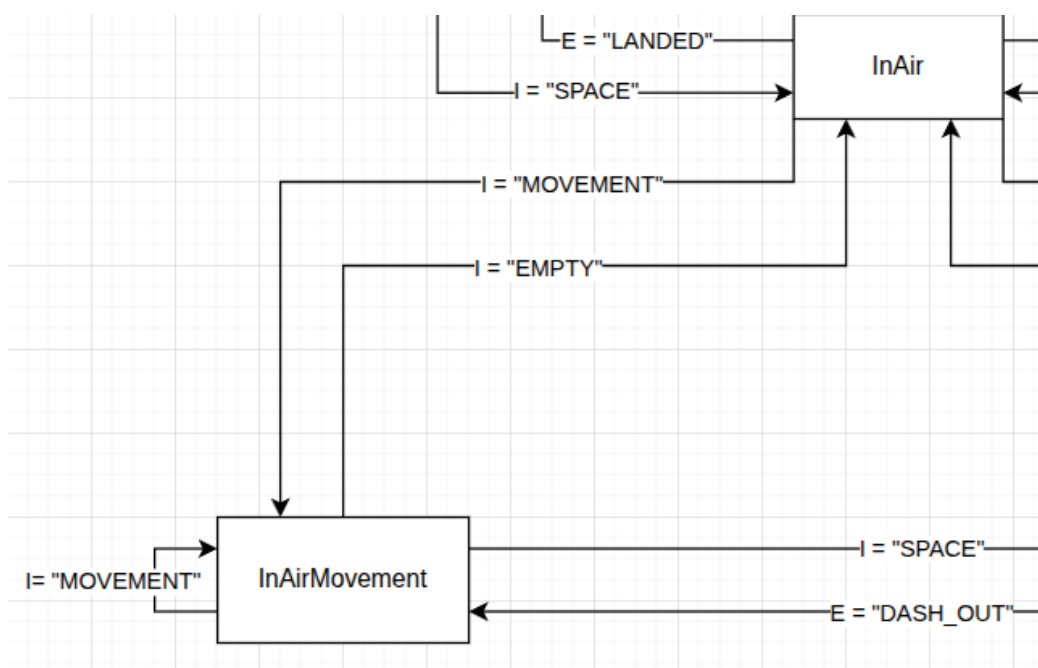 E = "LANDED"
InAir
I = "SPACE"
I = "MOVEMENT"
I = "EMPTY"
I = "SPACE"
I= "MOVEMENT"
InAirMovement
E = "DASH_OUT"